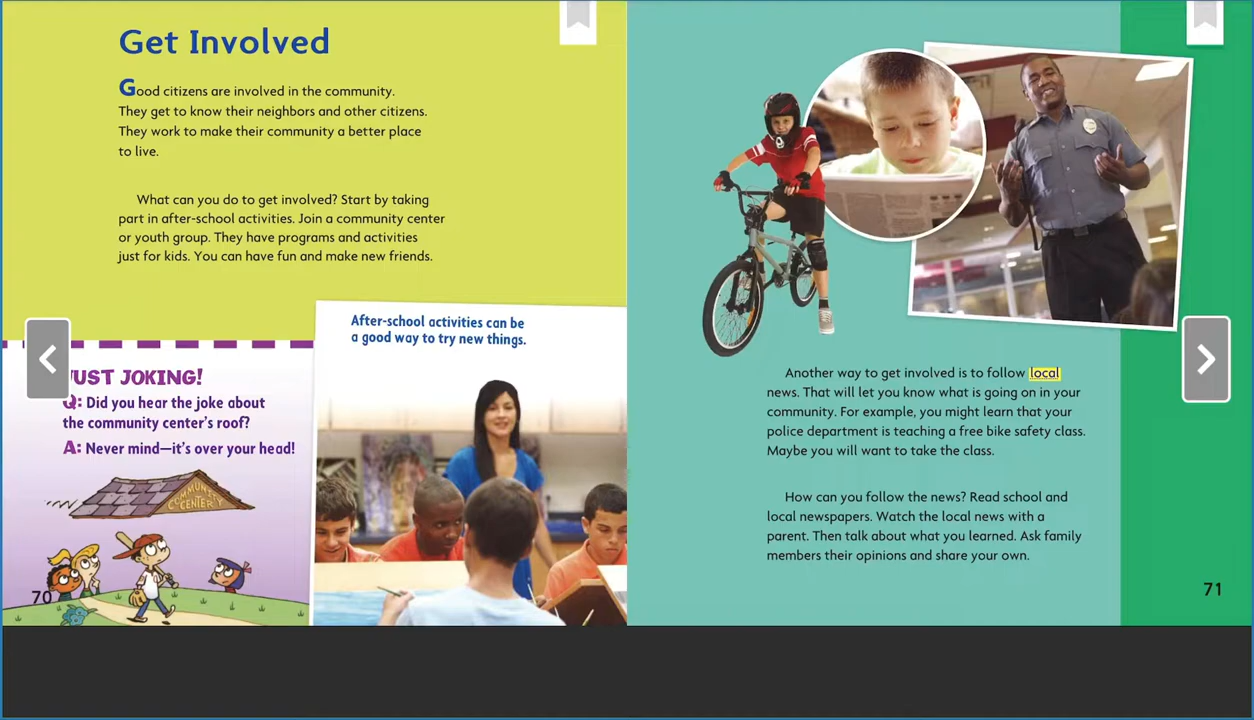 Get Involved
Good citizens are involved in the community.
They get to know their neighbors and other citizens.
They work to make their community a better place
to live.
What can you do to get involved? Start by taking
part in after-school activities. Join a community center
or youth group. They have programs and activities
just for kids. You can have fun and make new friends.
After-school activities can be
a good way to try new things.
JUST JOKING!
Q: Did you hear the joke about
the community center's roof?
A: Never mind—it's over your head!
COMMUNITY
CENTER
70
Another way to get involved is to follow local
news. That will let you know what is going on in your
community. For example, you might learn that your
police department is teaching a free bike safety class.
Maybe you will want to take the class.
How can you follow the news? Read school and
local newspapers. Watch the local news with a
parent. Then talk about what you learned. Ask family
members their opinions and share your own.
71